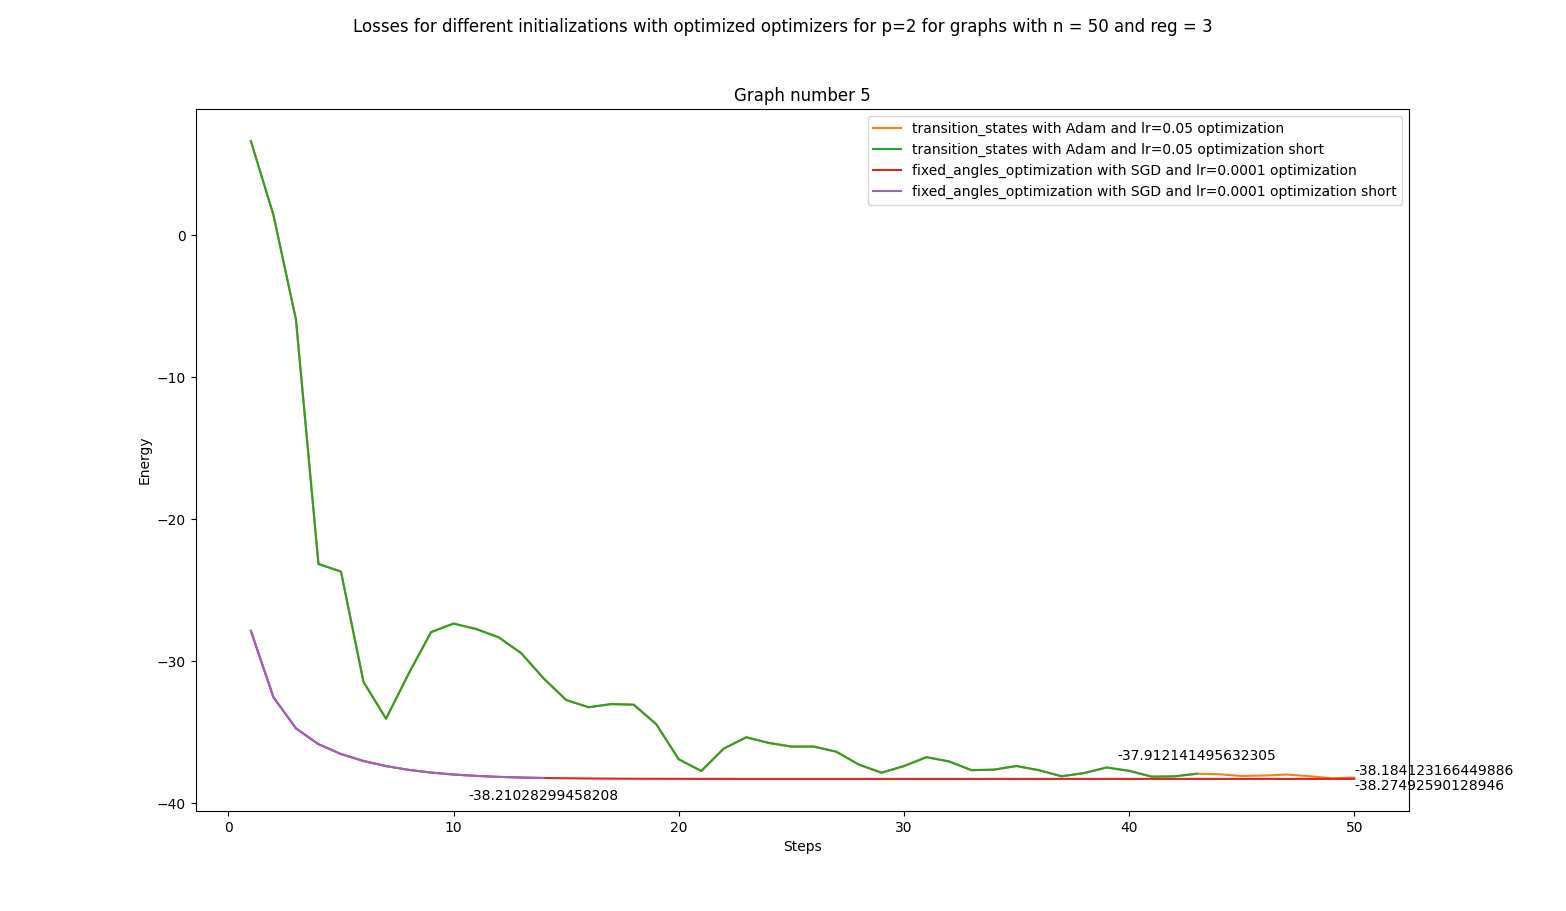 Losses for different initializations with optimized optimizers for p=2 for graphs with n = 50 and reg = 3
Graph number 5
transition_states with Adam and lr=0.05 optimization
transition_states with Adam and lr=0.05 optimization short
fixed_angles_optimization with SGD and lr=0.0001 optimization
fixed_angles_optimization with SGD and lr=0.0001 optimization short
0
−10
−20
−30
−40
Energy
-37.912141495632305
-38.184123166449886
-38.27492590128946
-38.21028299458208
0 10 20 30 40 50
Steps